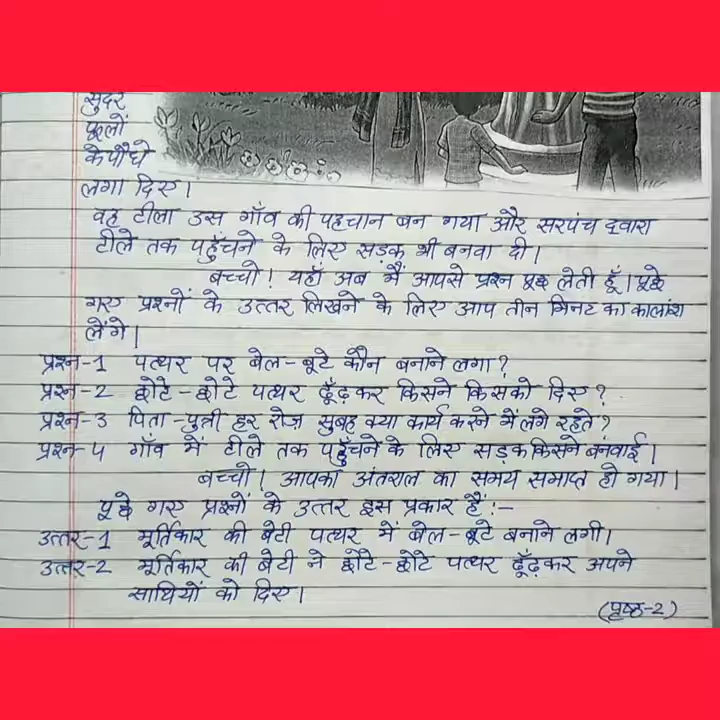 सुंदर
फूलों
के पौधे
लगा दिए।
वह टीला उस गाँव की पहचान बन गया और सरपंच द्वारा
टीले तक पहुँचने के लिए सड़क भी बनवा दी।
बच्चो! यहाँ अब मैं आपसे प्रश्न पूछ लेती हूँ। पूछे
गए प्रश्नों के उत्तर लिखने के लिए आप तीन मिनट का कालांश
लेंगे।
प्रश्न-1 पत्थर पर बेल-बूटे कौन बनाने लगा?
प्रश्न-2 छोटे-छोटे पत्थर ढूँढ़कर किसने किसको दिए?
प्रश्न-3 पिता-पुत्री हर रोज़ सुबह क्या कार्य करने में लगे रहते?
प्रश्न-4 गाँव में टीले तक पहुँचने के लिए सड़क किसने बनवाई।
बच्चो! आपका अंतराल का समय समाप्त हो गया।
पूछे गए प्रश्नों के उत्तर इस प्रकार हैं:-
उत्तर-1 मूर्तिकार की बेटी पत्थर में बेल-बूटे बनाने लगी।
उत्तर-2 मूर्तिकार की बेटी ने छोटे-छोटे पत्थर ढूँढ़कर अपने
साथियों को दिए।
(पृष्ठ-2)